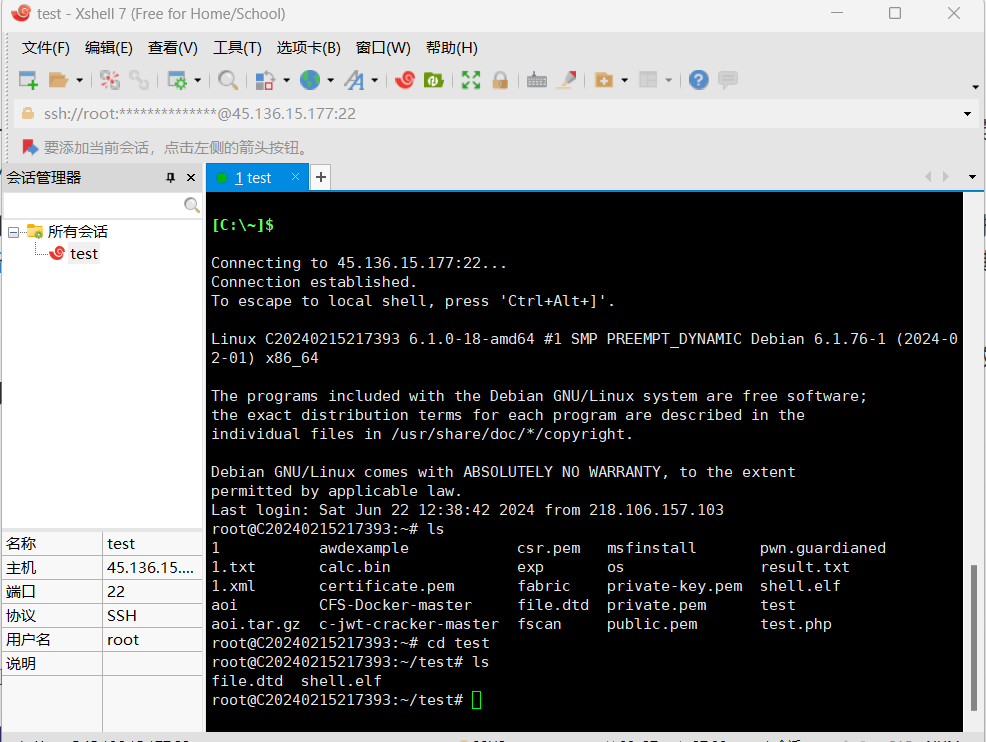 test - Xshell 7 (Free for Home/School)
文件(F) 编辑(E) 查看(V) 工具(T) 选项卡(B) 窗口(W) 帮助(H)
ssh://root:**************@45.136.15.177:22
要添加当前会话，点击左侧的箭头按钮。
会话管理器
1 test
所有会话
test
名称 test
主机 45.136.15....
端口 22
协议 SSH
用户名 root
说明
[C:\~]$
Connecting to 45.136.15.177:22...
Connection established.
To escape to local shell, press 'Ctrl+Alt+]'.
Linux C20240215217393 6.1.0-18-amd64 #1 SMP PREEMPT_DYNAMIC Debian 6.1.76-1 (2024-0
2-01) x86_64
The programs included with the Debian GNU/Linux system are free software;
the exact distribution terms for each program are described in the
individual files in /usr/share/doc/*/copyright.
Debian GNU/Linux comes with ABSOLUTELY NO WARRANTY, to the extent
permitted by applicable law.
Last login: Sat Jun 22 12:38:42 2024 from 218.106.157.103
root@C20240215217393:~# ls
1 awdexample csr.pem msfinstall pwn.guardianed
1.txt calc.bin exp os result.txt
1.xml certificate.pem fabric private-key.pem shell.elf
aoi CFS-Docker-master file.dtd private.pem test
aoi.tar.gz c-jwt-cracker-master fscan public.pem test.php
root@C20240215217393:~# cd test
root@C20240215217393:~/test# ls
file.dtd shell.elf
root@C20240215217393:~/test#